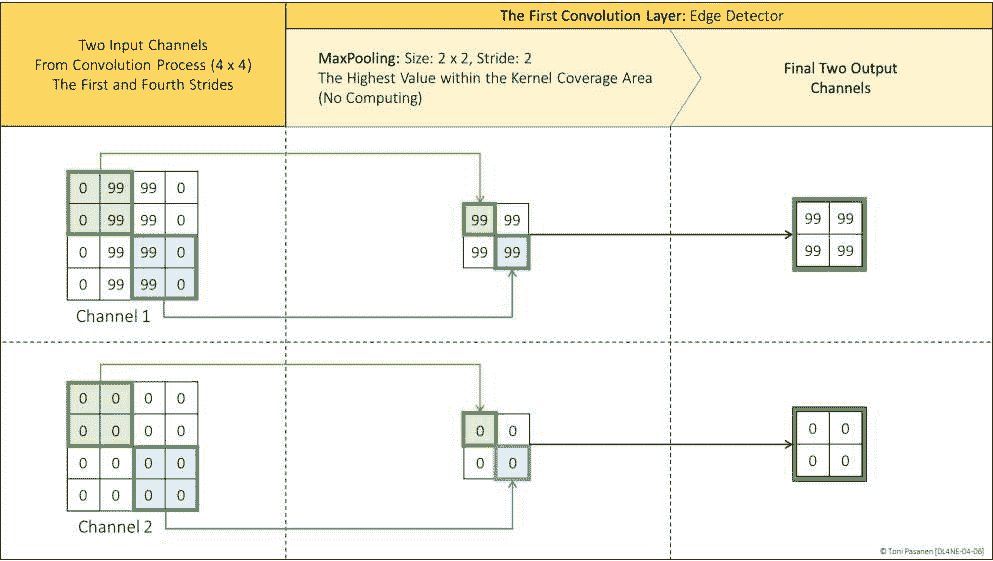 The First Convolution Layer: Edge Detector
Two Input Channels
From Convolution Process (4 x 4)
The First and Fourth Strides
MaxPooling: Size: 2 x 2, Stride: 2
The Highest Value within the Kernel Coverage Area
(No Computing)
Final Two Output
Channels
0 99 99 0
0 99 99 0
0 99 99 0
0 99 99 0
Channel 1
99 99
99 99
99 99
99 99
0 0 0 0
0 0 0 0
0 0 0 0
0 0 0 0
Channel 2
0 0
0 0
0 0
0 0
© Toni Pasanen [DL4NE-04-06]